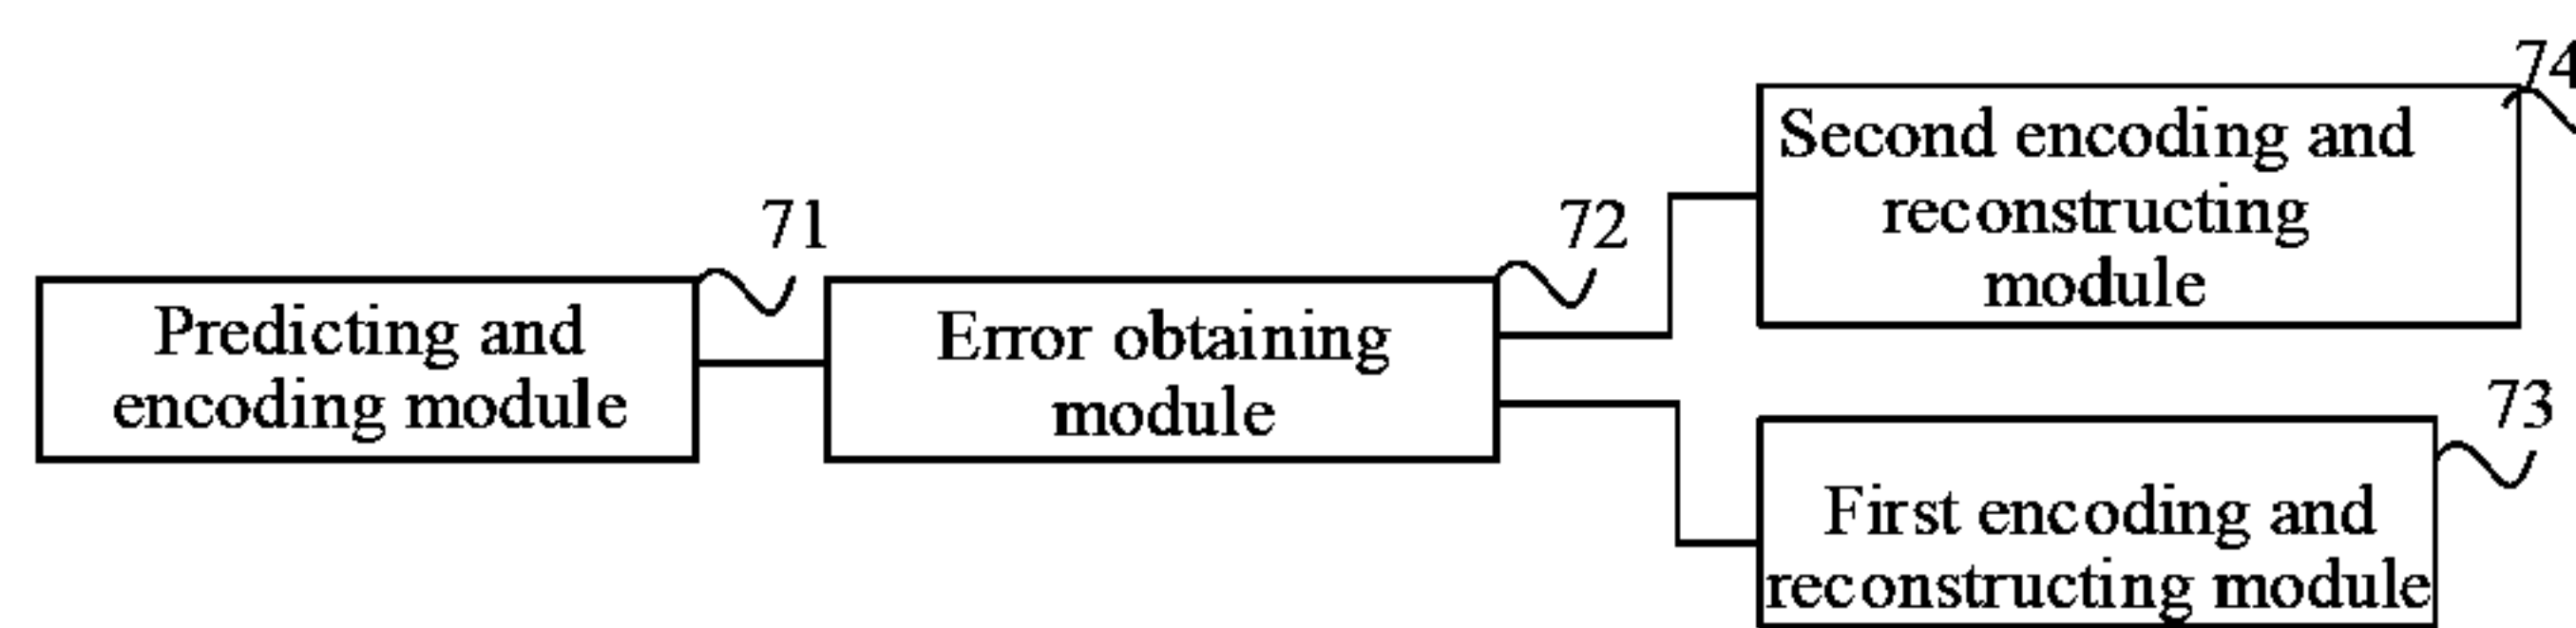 71
Predicting and
encoding module
72
Error obtaining
module
74
Second encoding and
reconstructing
module
73
First encoding and
reconstructing module